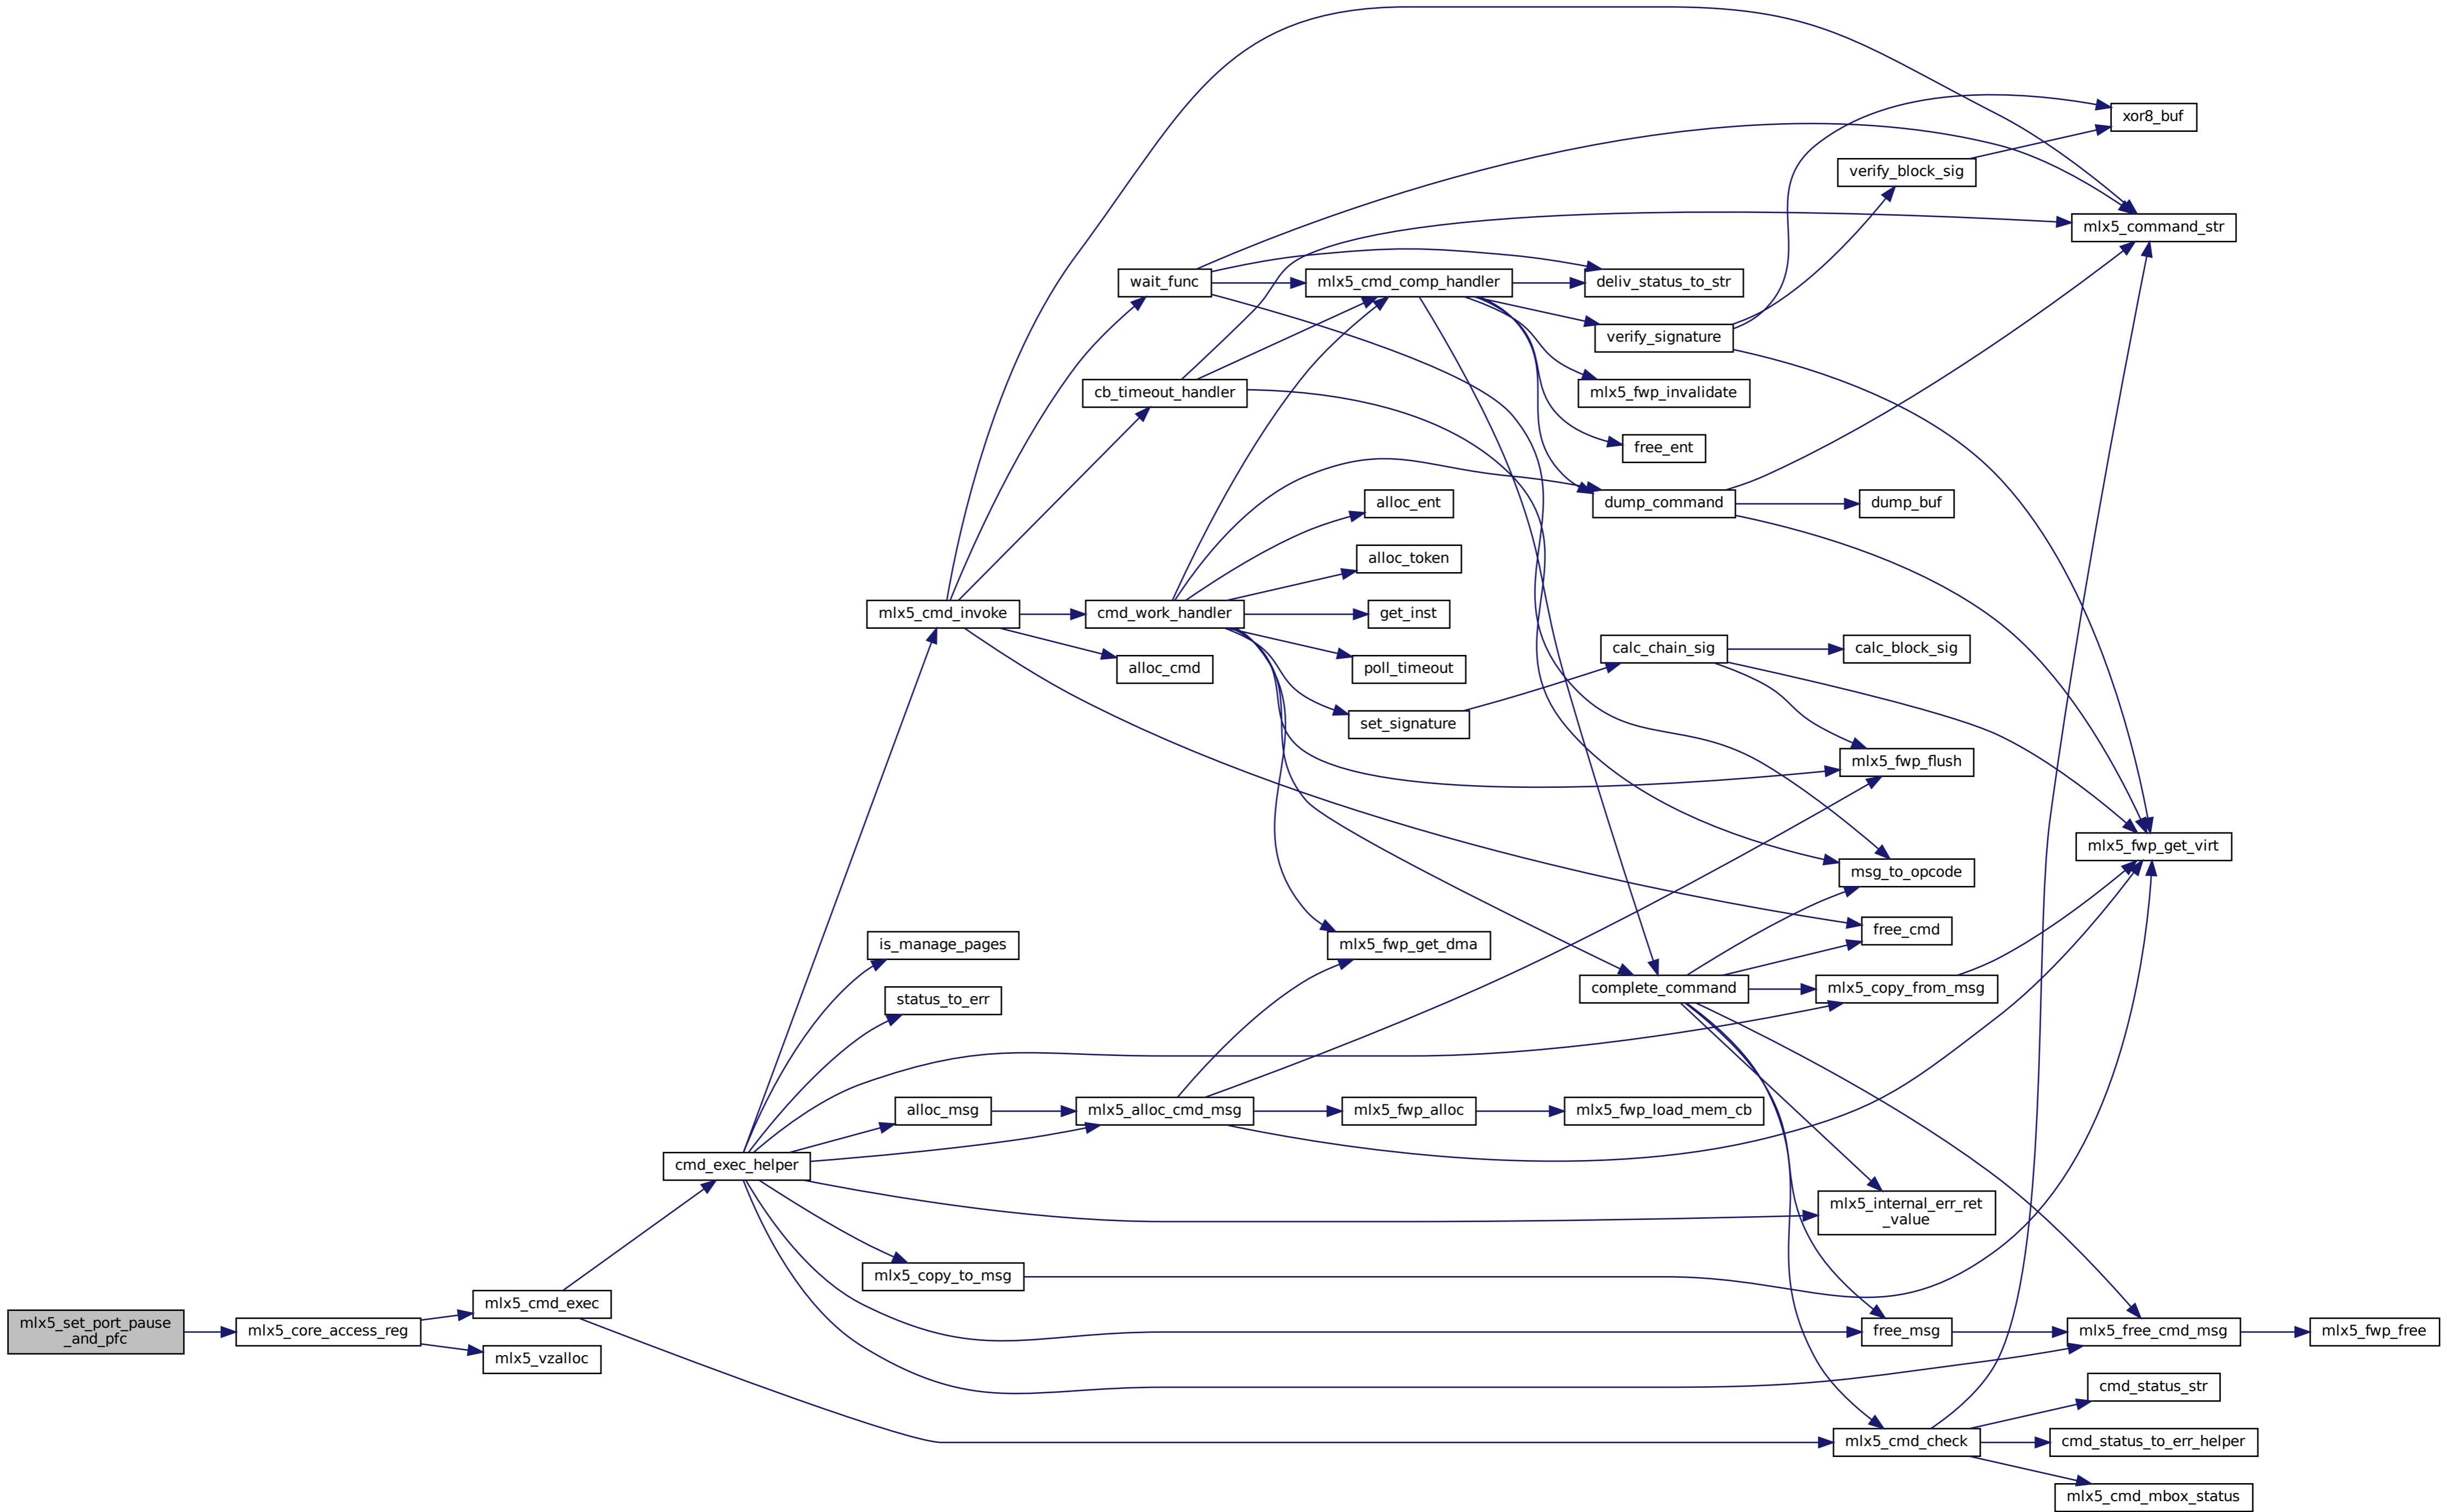 xor8_buf
verify_block_sig
mlx5_command_str
wait_func
mlx5_cmd_comp_handler
deliv_status_to_str
verify_signature
cb_timeout_handler
mlx5_fwp_invalidate
free_ent
alloc_ent
dump_command
dump_buf
alloc_token
mlx5_cmd_invoke
cmd_work_handler
get_inst
calc_chain_sig
calc_block_sig
alloc_cmd
poll_timeout
set_signature
mlx5_fwp_flush
mlx5_fwp_get_virt
msg_to_opcode
free_cmd
is_manage_pages
mlx5_fwp_get_dma
status_to_err
complete_command
mlx5_copy_from_msg
alloc_msg
mlx5_alloc_cmd_msg
mlx5_fwp_alloc
mlx5_fwp_load_mem_cb
cmd_exec_helper
mlx5_internal_err_ret
_value
mlx5_copy_to_msg
mlx5_cmd_exec
mlx5_set_port_pause
_and_pfc
mlx5_core_access_reg
free_msg
mlx5_free_cmd_msg
mlx5_fwp_free
mlx5_vzalloc
cmd_status_str
mlx5_cmd_check
cmd_status_to_err_helper
mlx5_cmd_mbox_status